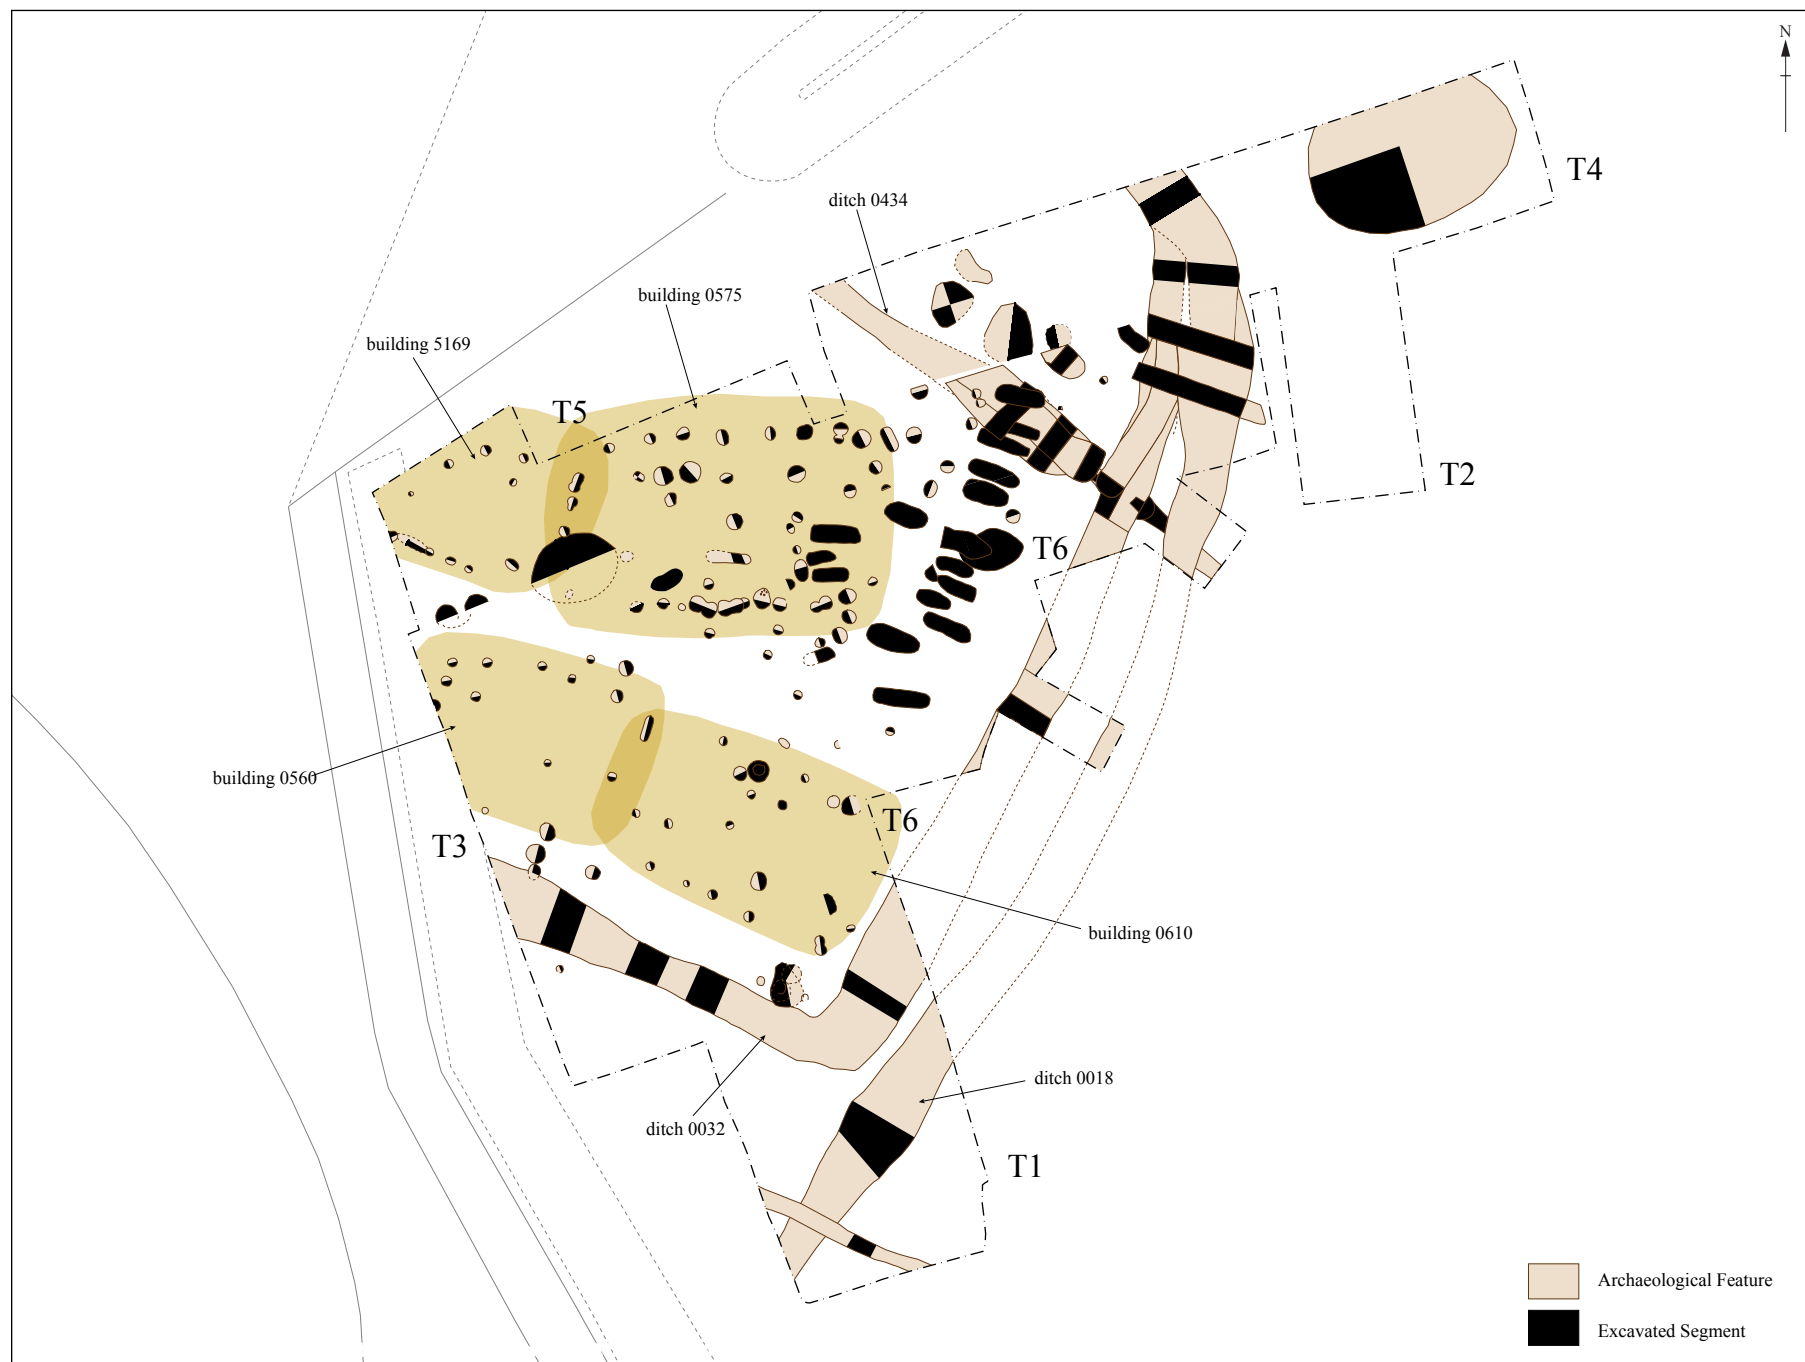 N
T4
ditch 0434
building 0575
building 5169
T5
T2
T6
building 0560
T6
T3
building 0610
ditch 0018
ditch 0032
T1
Archaeological Feature
Excavated Segment